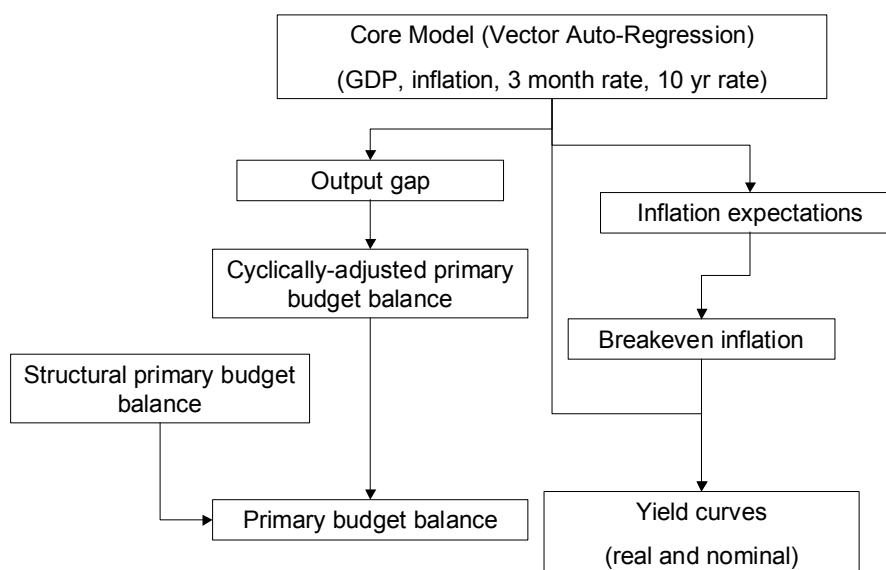 Core Model (Vector Auto-Regression)
(GDP, inflation, 3 month rate, 10 yr rate)
Output gap
Inflation expectations
Cyclically-adjusted primary
budget balance
Breakeven inflation
Structural primary budget
balance
Primary budget balance
Yield curves
(real and nominal)